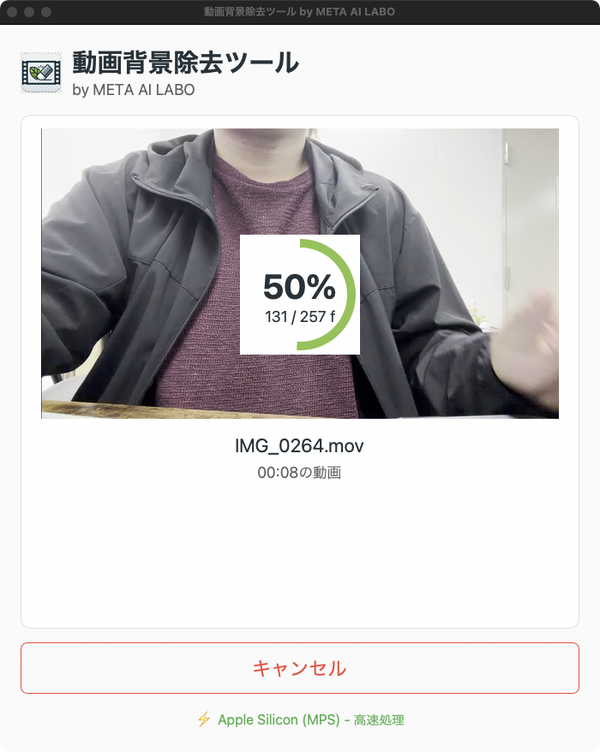 動画背景除去ツール by META AI LABO
動画背景除去ツール
by META AI LABO
50%
131 / 257 f
IMG_0264.mov
00:08の動画
キャンセル
⚡ Apple Silicon (MPS) - 高速処理